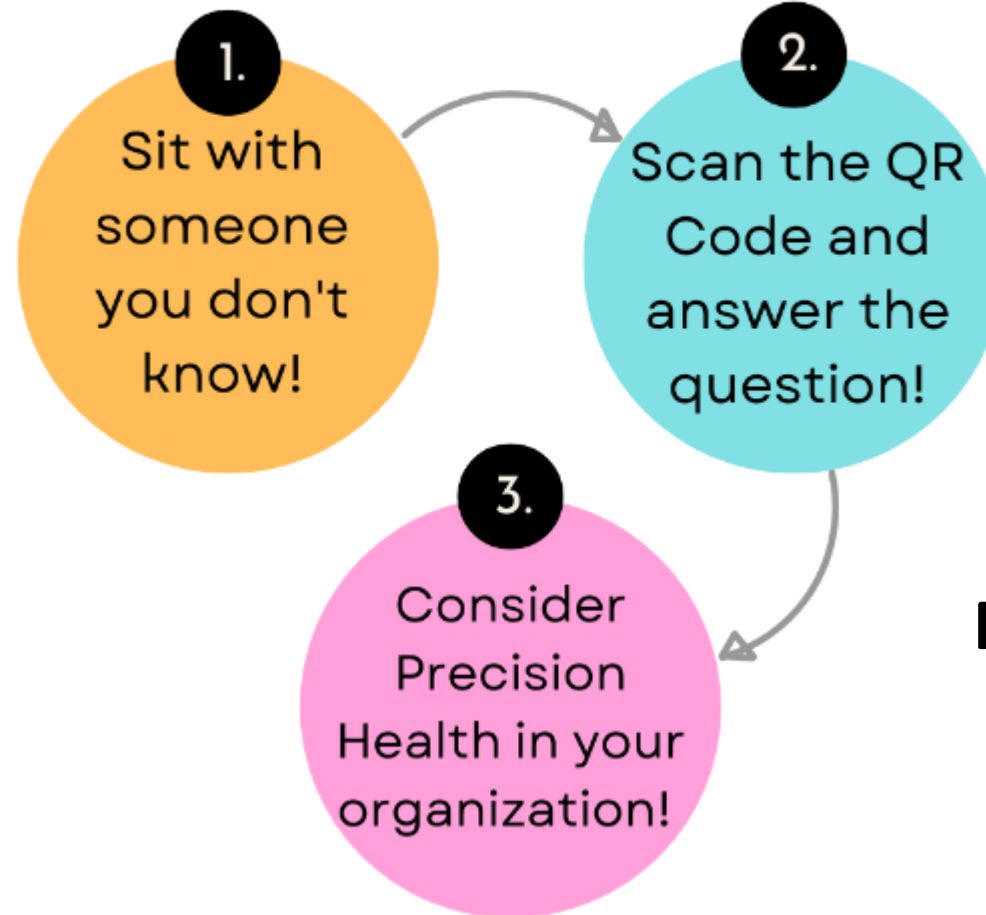 1.
Sit with
someone
you don't
know!
2.
Scan the QR
Code and
answer the
question!
3.
Consider
Precision
Health in your
organization!